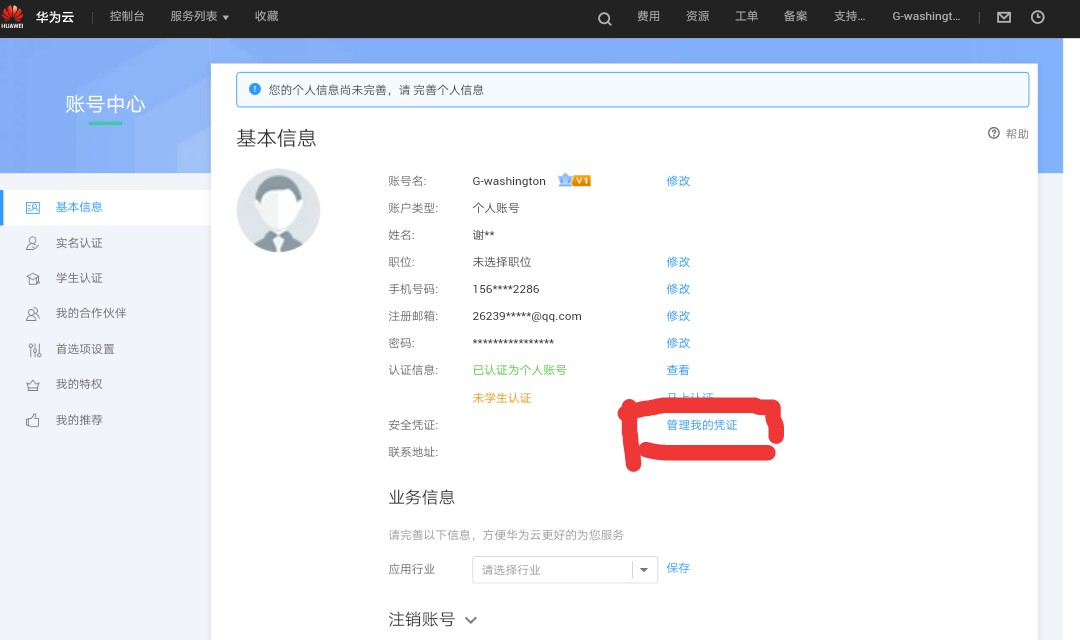 HUAWEI 华为云 控制台 服务列表 收藏 费用 资源 工单 备案 支持... G-washingt...
账号中心
您的个人信息尚未完善，请 完善个人信息
基本信息
帮助
基本信息
实名认证
学生认证
我的合作伙伴
首选项设置
我的特权
我的推荐
账号名: G-washington V1 修改
账户类型: 个人账号
姓名: 谢**
职位: 未选择职位 修改
手机号码: 156****2286 修改
注册邮箱: 26239*****@qq.com 修改
密码: **************** 修改
认证信息: 已认证为个人账号 查看
未学生认证 马上认证
安全凭证: 管理我的凭证
联系地址:
业务信息
请完善以下信息，方便华为云更好的为您服务
应用行业 请选择行业 保存
注销账号